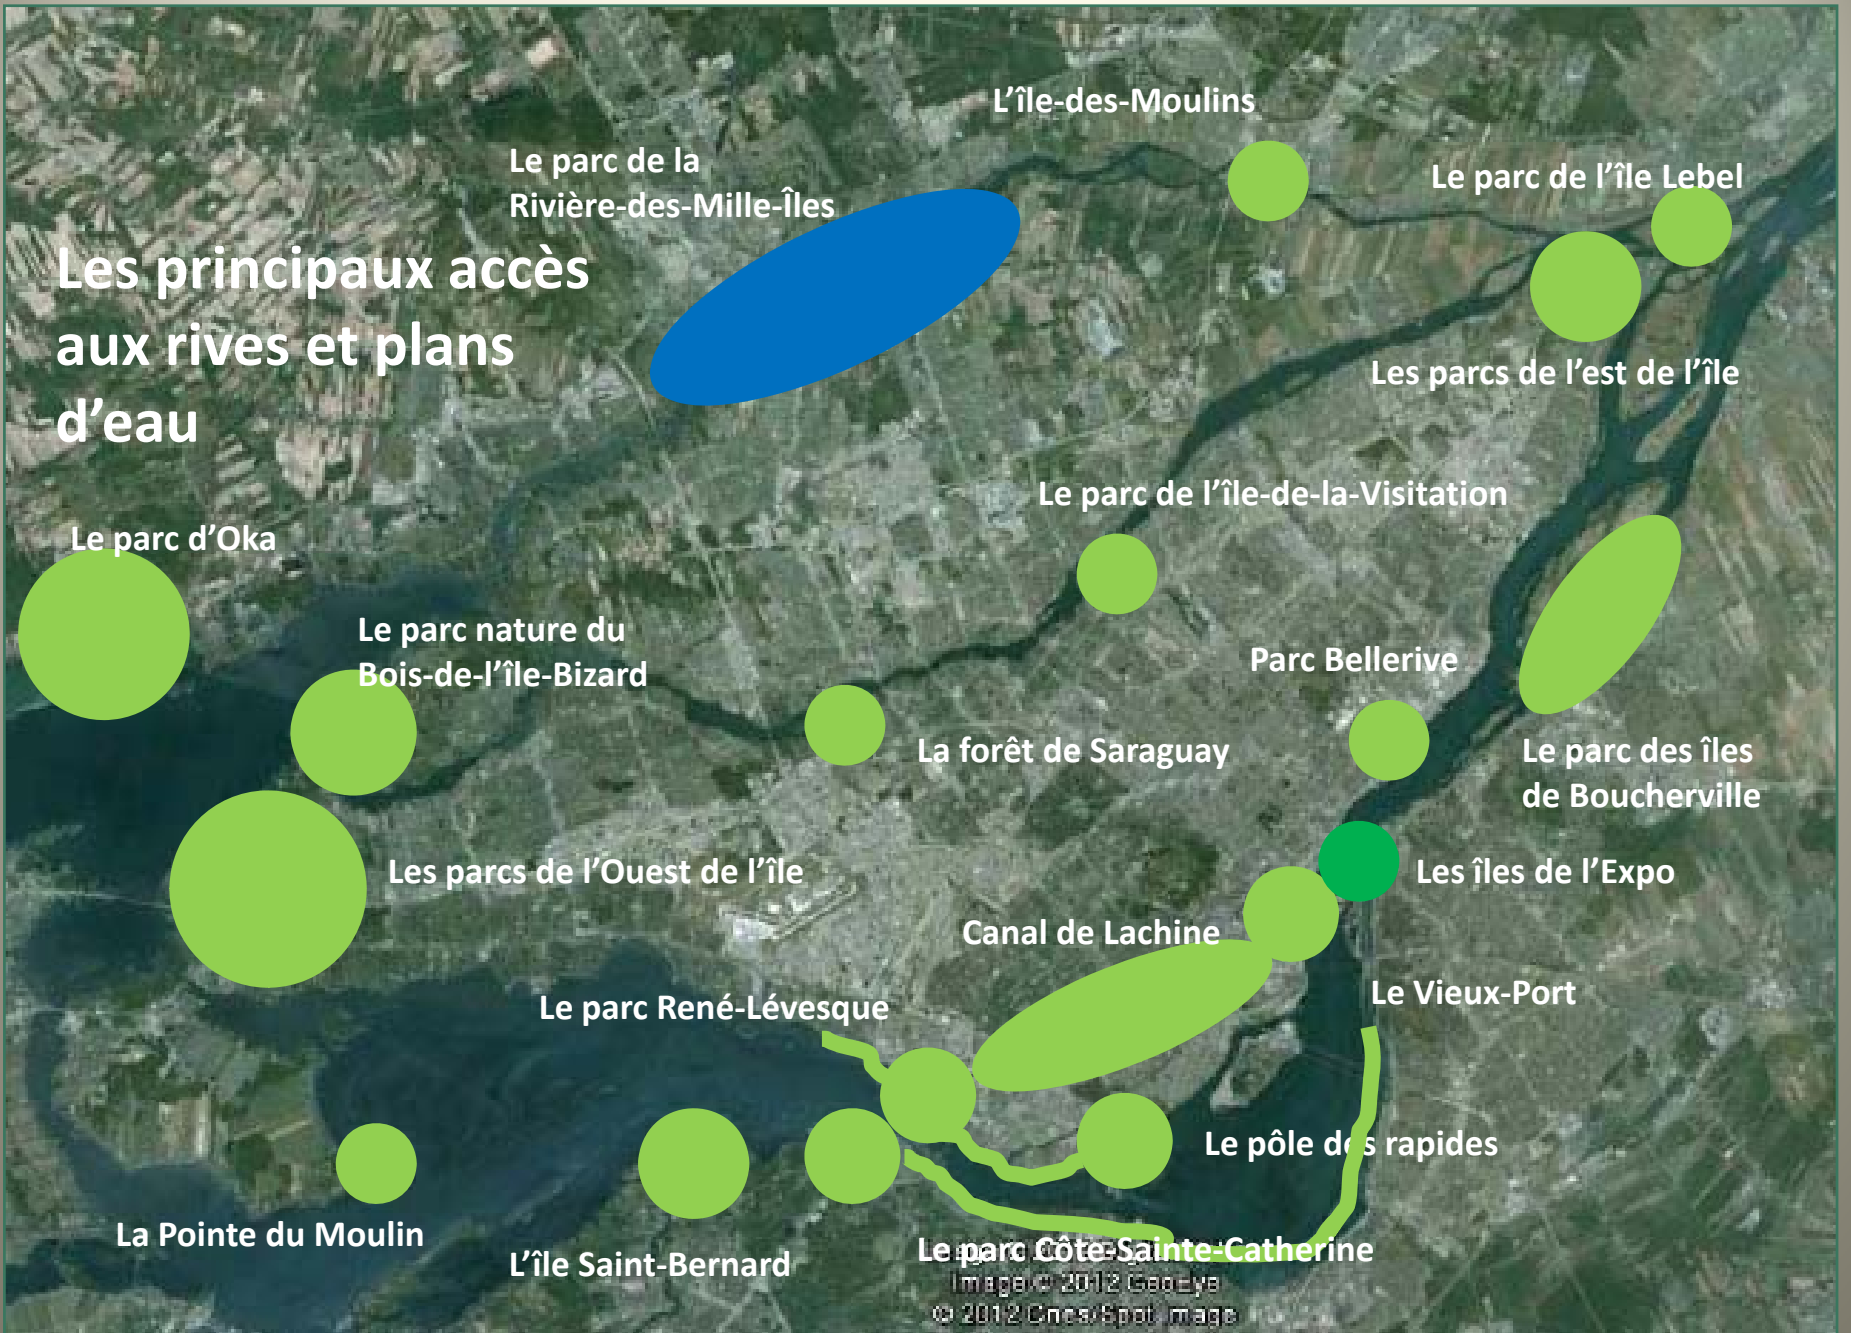 L'île-des-Moulins
Le parc de la
Rivière-des-Mille-Îles
Le parc de l'île Lebel
Les principaux accès
aux rives et plans
d'eau
Les parcs de l'est de l'île
Le parc de l'île-de-la-Visitation
Le parc d'Oka
Le parc nature du
Bois-de-l'île-Bizard
Parc Bellerive
La forêt de Saraguay
Le parc des îles
de Boucherville
Les parcs de l'Ouest de l'île
Les îles de l'Expo
Canal de Lachine
Le parc René-Lévesque
Le Vieux-Port
Le pôle des rapides
La Pointe du Moulin
L'île Saint-Bernard
Le parc Côte-Sainte-Catherine
Image © 2012 GeoEye
© 2012 Cnes/Spot Image